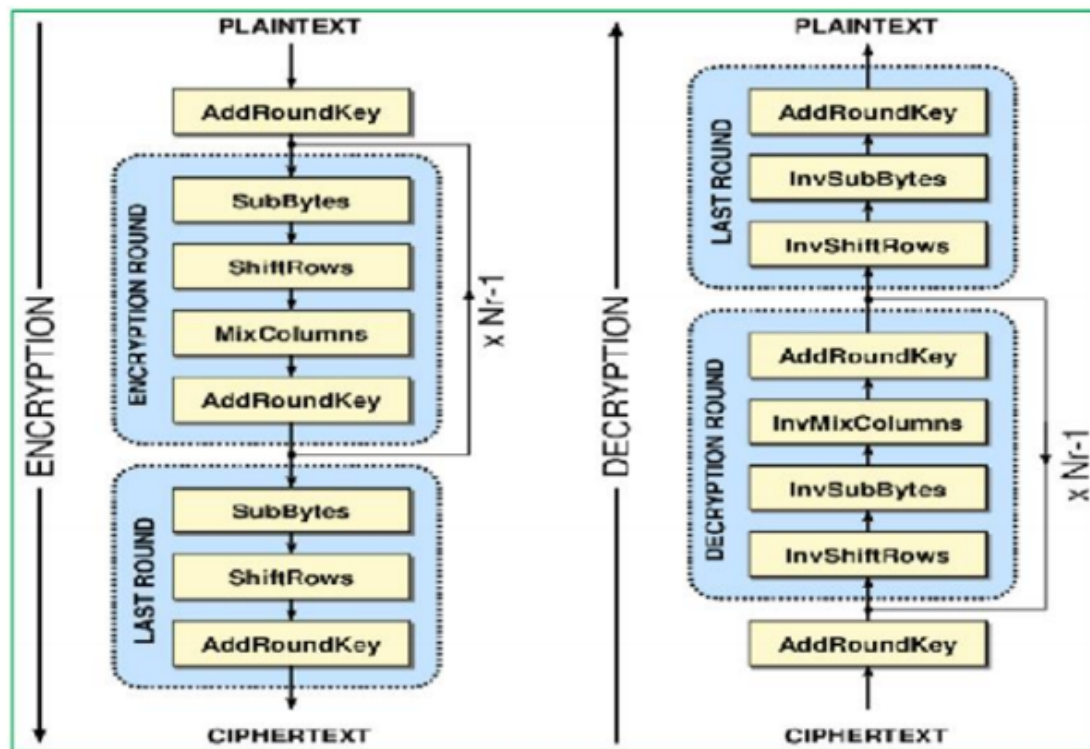 ENCRYPTION
PLAINTEXT
AddRoundKey
ENCRYPTION ROUND
SubBytes
ShiftRows
MixColumns
AddRoundKey
x Nr-1
LAST ROUND
SubBytes
ShiftRows
AddRoundKey
CIPHERTEXT
DECRYPTION
PLAINTEXT
LAST ROUND
AddRoundKey
InvSubBytes
InvShiftRows
DECRYPTION ROUND
AddRoundKey
InvMixColumns
InvSubBytes
InvShiftRows
x Nr-1
AddRoundKey
CIPHERTEXT